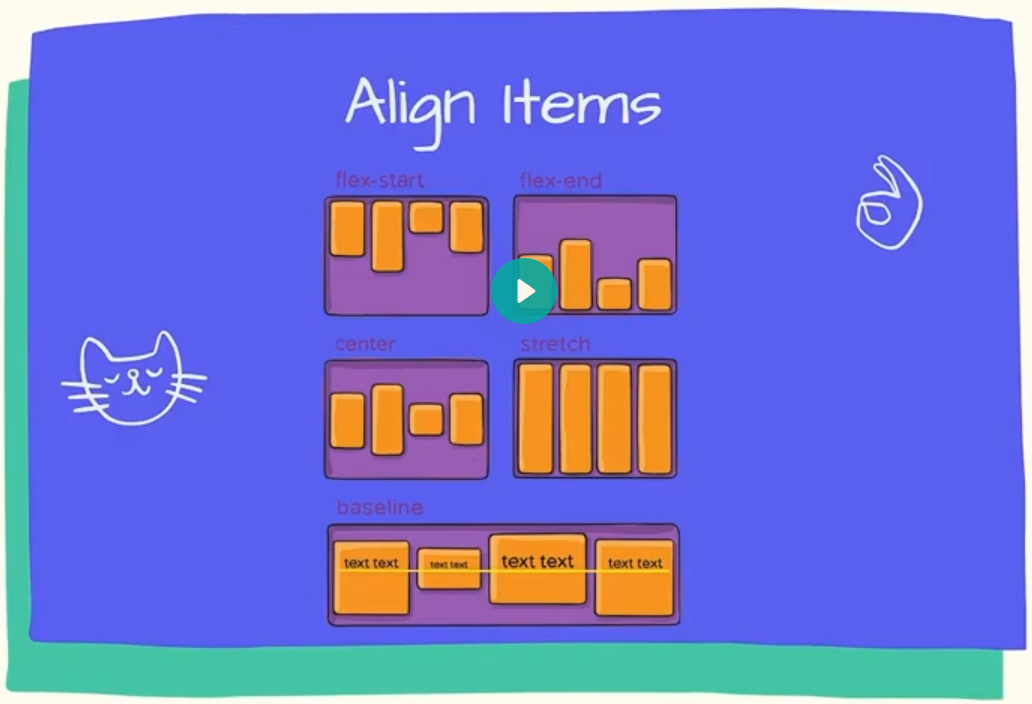 Align Items
flex-start flex-end
center stretch
baseline
text text text text text text text text